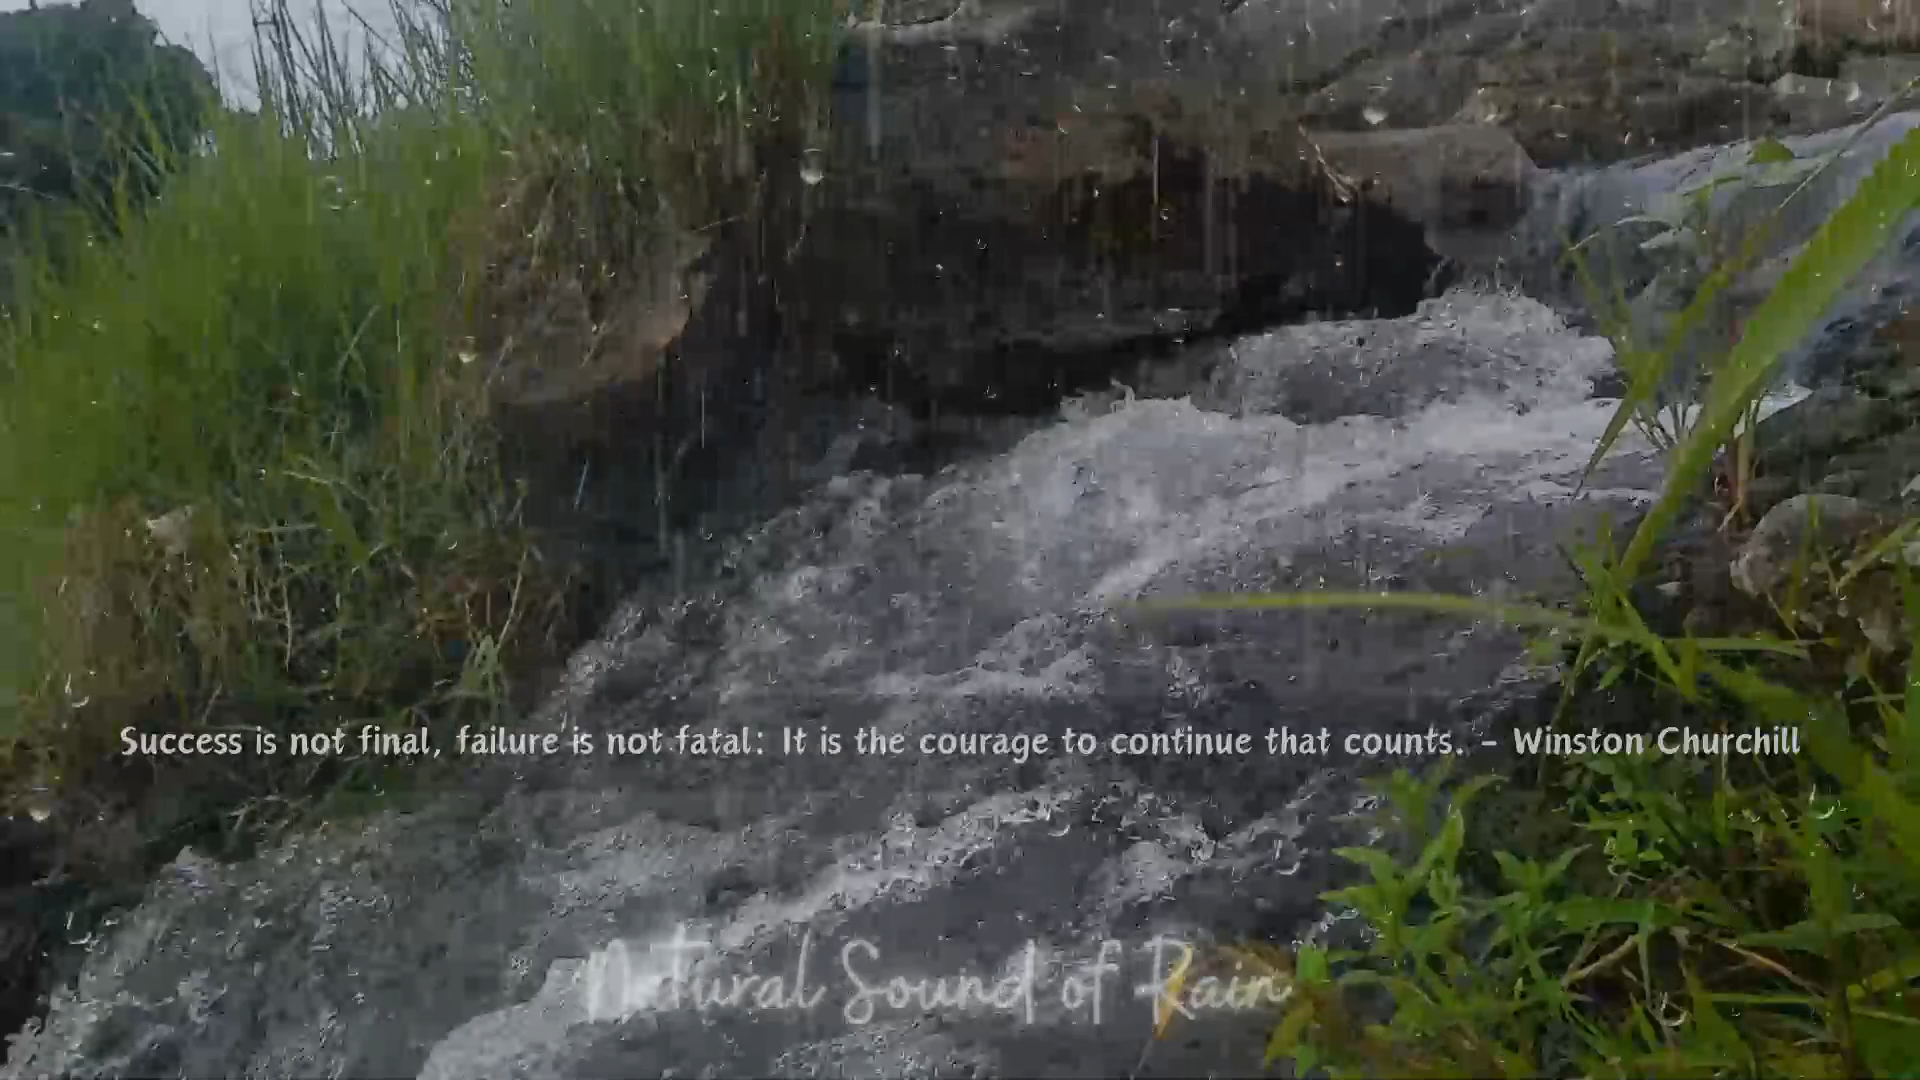 Success is not final, failure is not fatal: It is the courage to continue that counts. - Winston Churchill
Natural Sound of Rain